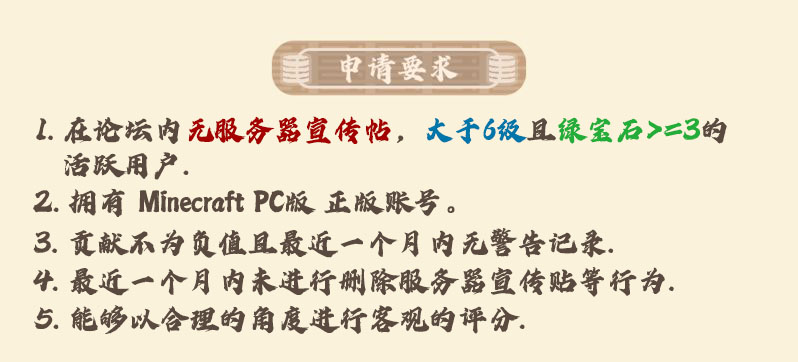 申请要求
1. 在论坛内无服务器宣传帖，大于6级且绿宝石>=3的
活跃用户.
2. 拥有 Minecraft PC版 正版账号。
3. 贡献不为负值且最近一个月内无警告记录.
4. 最近一个月内未进行删除服务器宣传贴等行为.
5. 能够以合理的角度进行客观的评分.